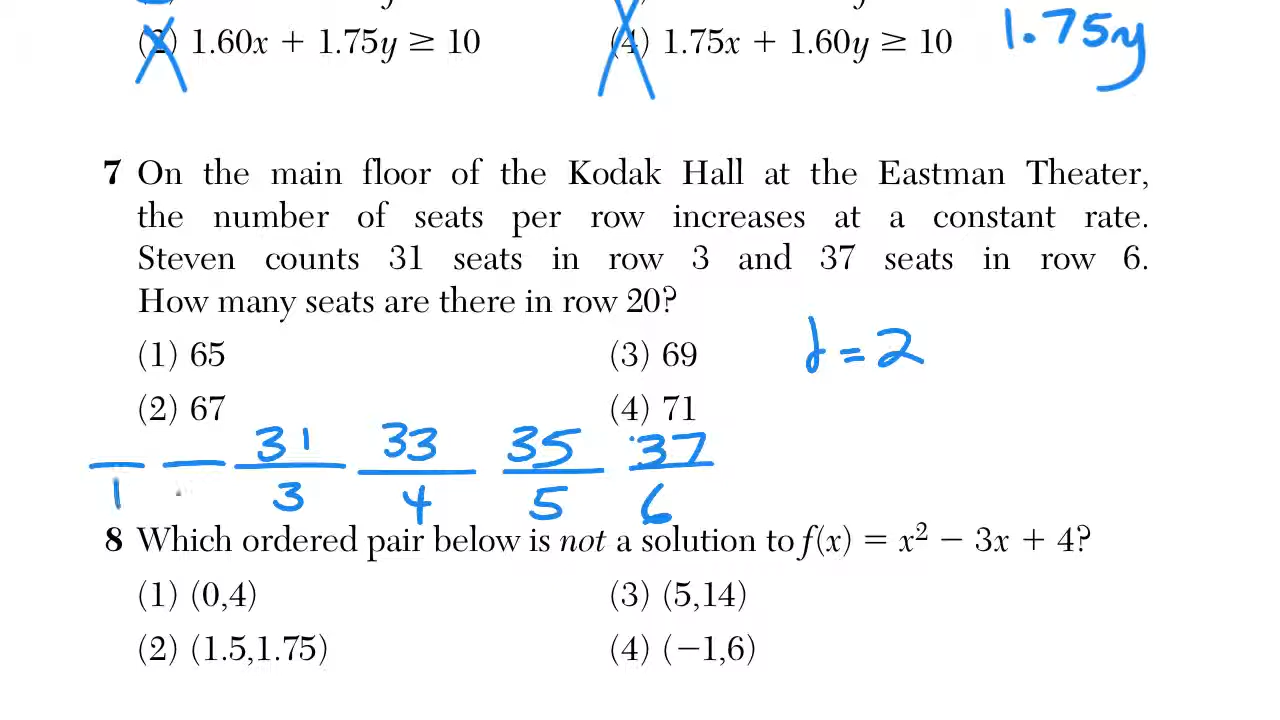 (2) 1.60x + 1.75y ≥ 10 (4) 1.75x + 1.60y ≥ 10 1.75y
7 On the main floor of the Kodak Hall at the Eastman Theater,
the number of seats per row increases at a constant rate.
Steven counts 31 seats in row 3 and 37 seats in row 6.
How many seats are there in row 20?
(1) 65 (3) 69 d = 2
(2) 67 (4) 71
31 33 35 37
1 3 4 5 6
8 Which ordered pair below is not a solution to f(x) = x² − 3x + 4?
(1) (0,4) (3) (5,14)
(2) (1.5,1.75) (4) (−1,6)